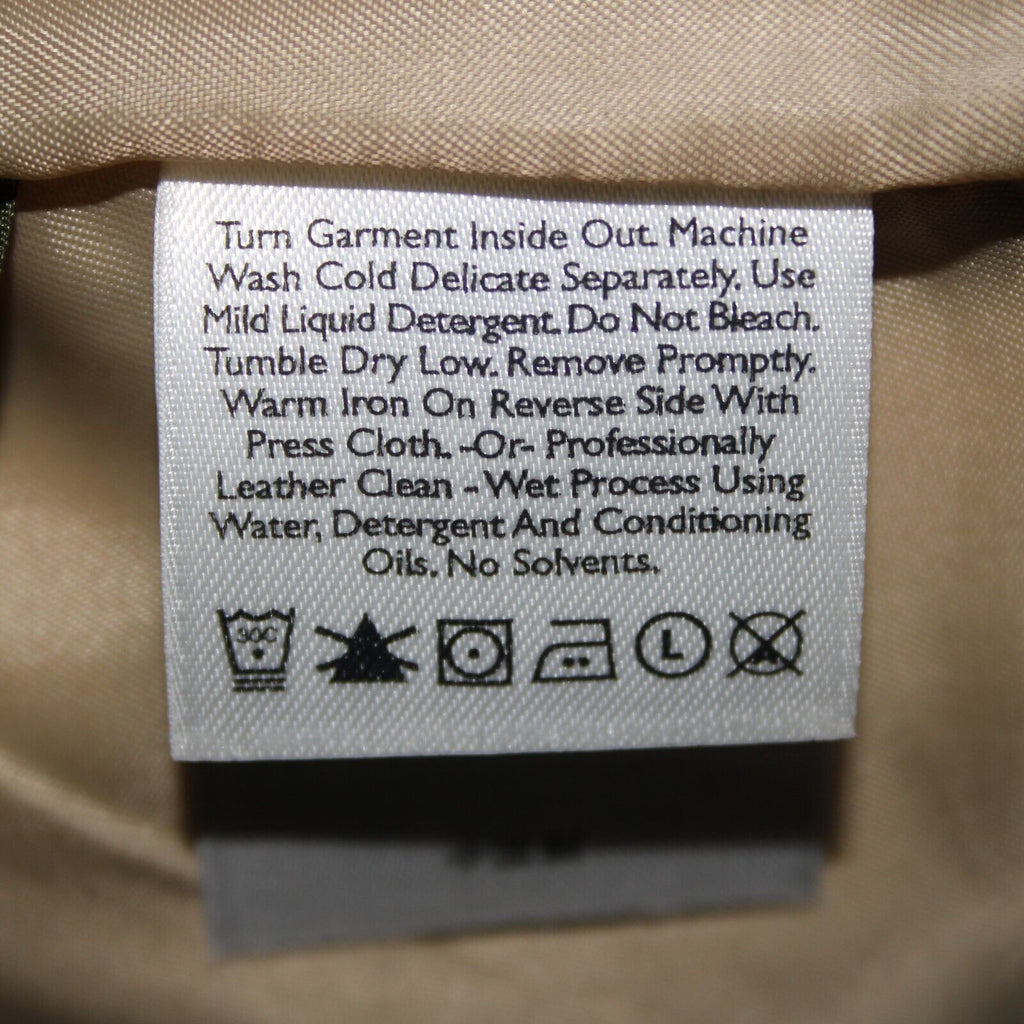 Turn Garment Inside Out. Machine
Wash Cold Delicate Separately. Use
Mild Liquid Detergent. Do Not Bleach.
Tumble Dry Low. Remove Promptly.
Warm Iron On Reverse Side With
Press Cloth. -Or- Professionally
Leather Clean - Wet Process Using
Water, Detergent And Conditioning
Oils. No Solvents.
30C L A